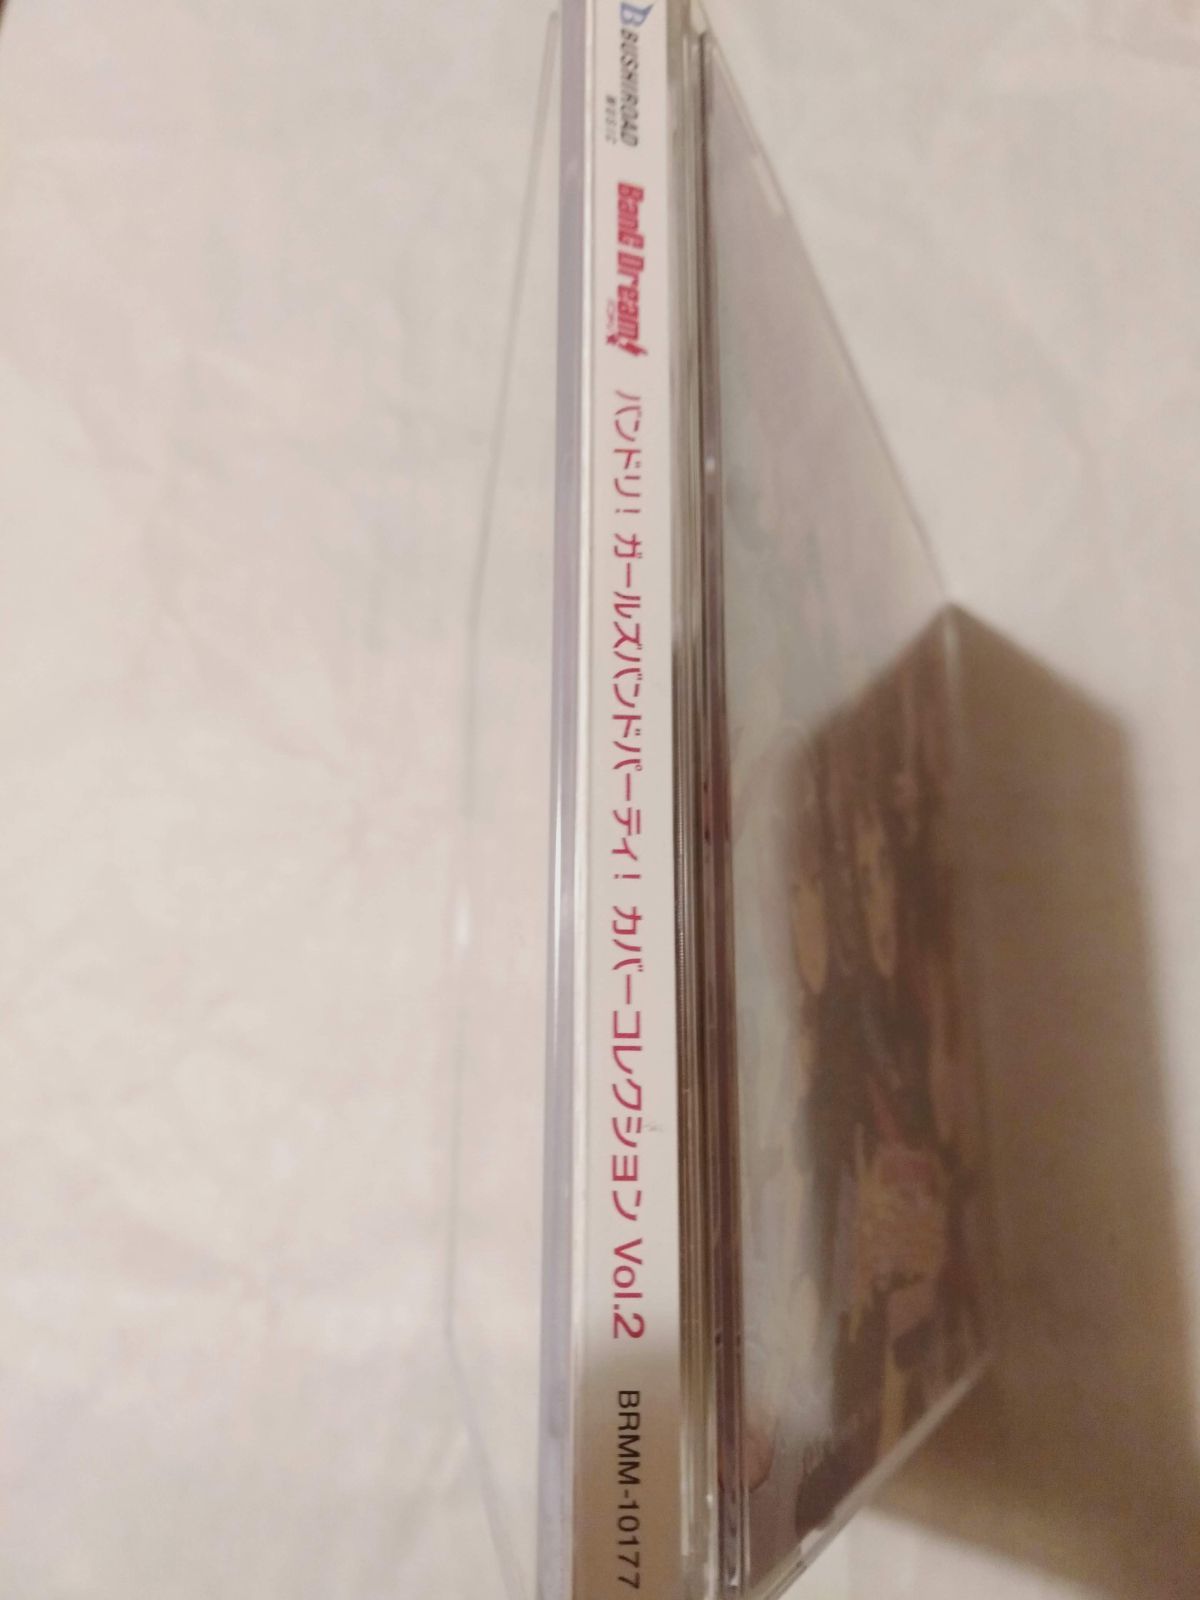 BUSHIROAD
MUSIC
BanG Dream!
バンドリ！ ガールズバンドパーティ！ カバーコレクション Vol.2
BRMM-10177